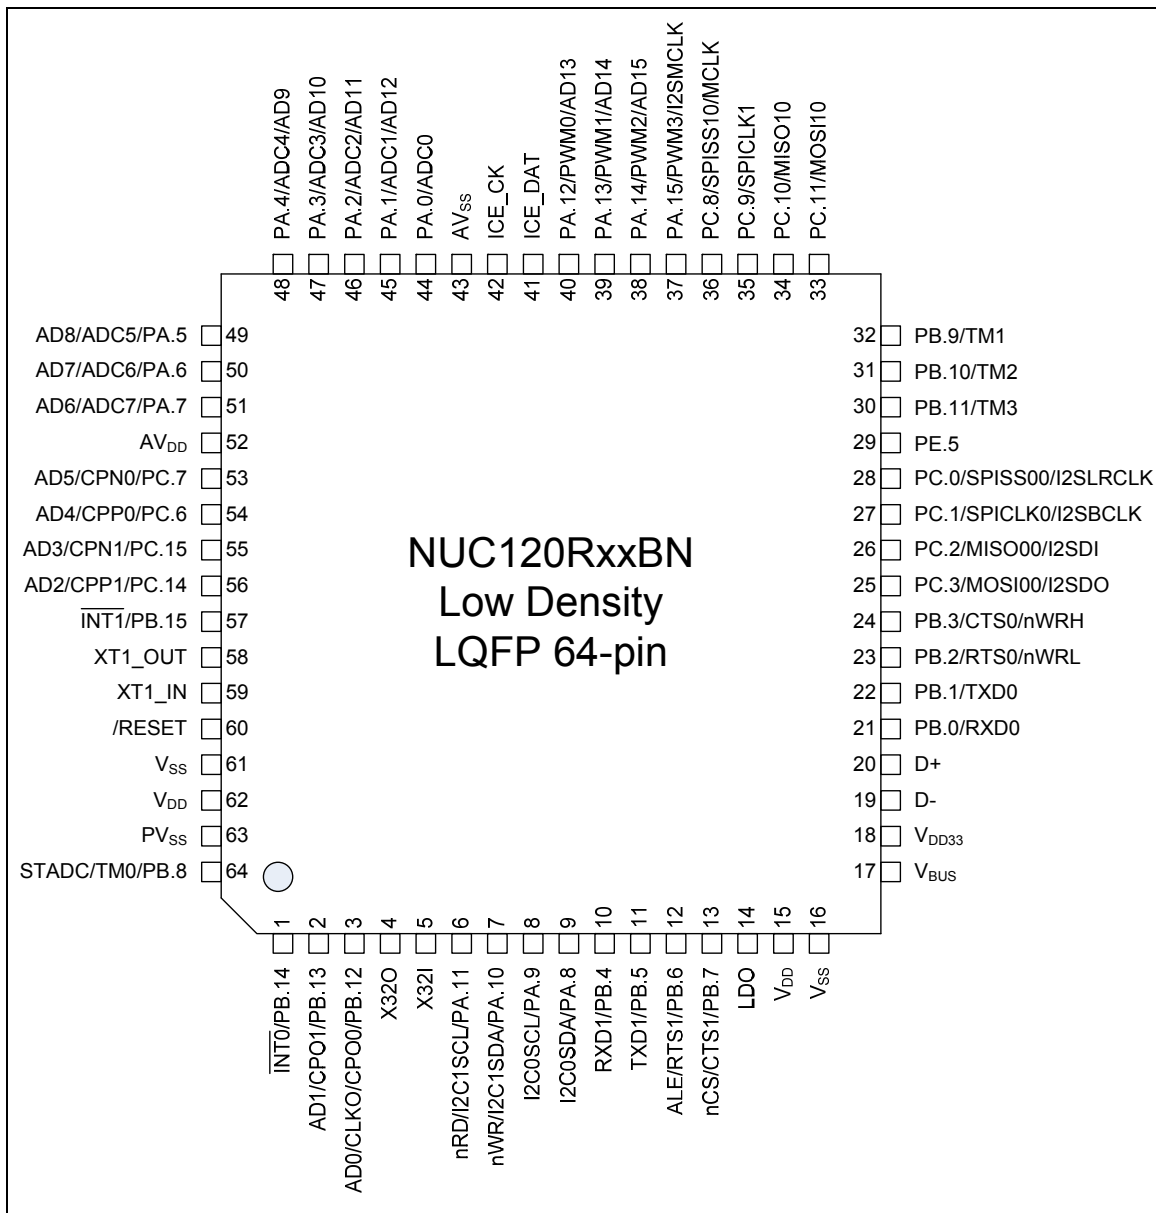 PA.4/ADC4/AD9
PA.3/ADC3/AD10
PA.2/ADC2/AD11
PA.1/ADC1/AD12
PA.0/ADC0
AVSS
ICE_CK
ICE_DAT
PA.12/PWM0/AD13
PA.13/PWM1/AD14
PA.14/PWM2/AD15
PA.15/PWM3/I2SMCLK
PC.8/SPISS10/MCLK
PC.9/SPICLK1
PC.10/MISO10
PC.11/MOSI10
48
47
46
45
44
43
42
41
40
39
38
37
36
35
34
33
AD8/ADC5/PA.5 49
AD7/ADC6/PA.6 50
AD6/ADC7/PA.7 51
AVDD 52
AD5/CPN0/PC.7 53
AD4/CPP0/PC.6 54
AD3/CPN1/PC.15 55
AD2/CPP1/PC.14 56
INT1/PB.15 57
XT1_OUT 58
XT1_IN 59
/RESET 60
VSS 61
VDD 62
PVSS 63
STADC/TM0/PB.8 64
NUC120RxxBN
Low Density
LQFP 64-pin
32 PB.9/TM1
31 PB.10/TM2
30 PB.11/TM3
29 PE.5
28 PC.0/SPISS00/I2SLRCLK
27 PC.1/SPICLK0/I2SBCLK
26 PC.2/MISO00/I2SDI
25 PC.3/MOSI00/I2SDO
24 PB.3/CTS0/nWRH
23 PB.2/RTS0/nWRL
22 PB.1/TXD0
21 PB.0/RXD0
20 D+
19 D-
18 VDD33
17 VBUS
1
2
3
4
5
6
7
8
9
10
11
12
13
14
15
16
INT0/PB.14
AD1/CPO1/PB.13
AD0/CLKO/CPO0/PB.12
X32O
X32I
nRD/I2C1SCL/PA.11
nWR/I2C1SDA/PA.10
I2C0SCL/PA.9
I2C0SDA/PA.8
RXD1/PB.4
TXD1/PB.5
ALE/RTS1/PB.6
nCS/CTS1/PB.7
LDO
VDD
VSS